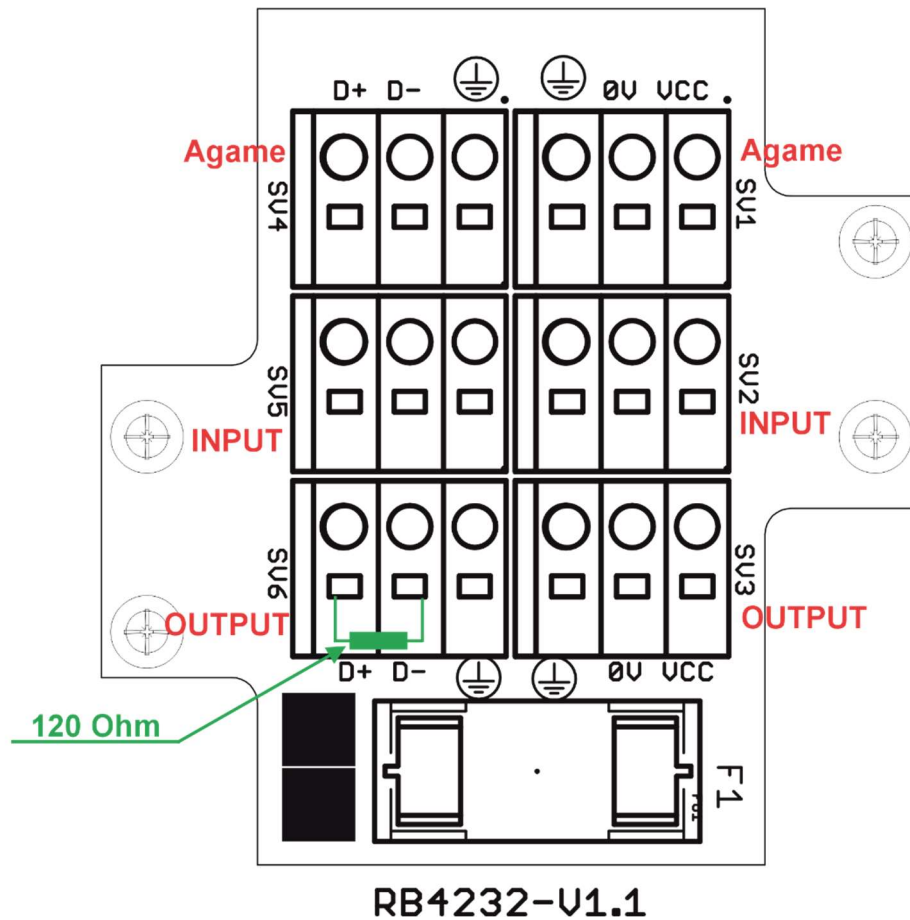 D+ D- 0V VCC
Agame Agame
SV4 SV1
SV5 SV2
INPUT INPUT
SV6 SV3
OUTPUT OUTPUT
D+ D- 0V VCC
120 Ohm
F1
RB4232-V1.1